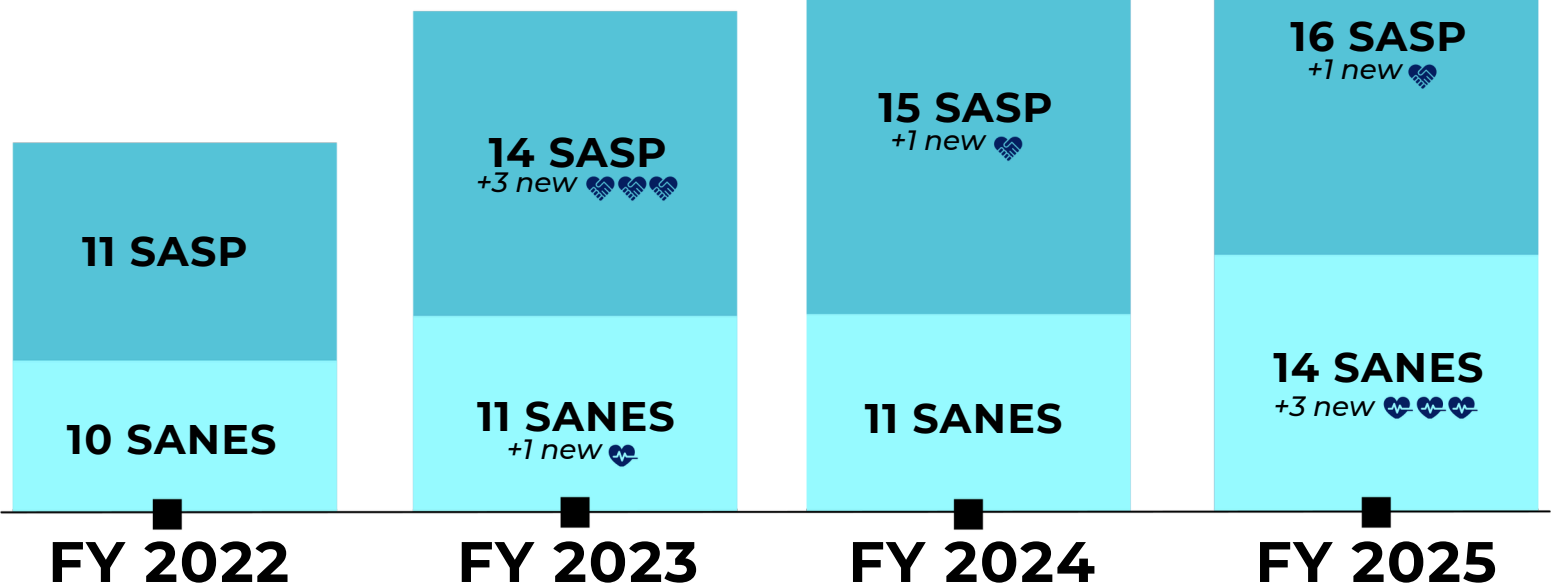 11 SASP
10 SANES
FY 2022
14 SASP
+3 new
11 SANES
+1 new
FY 2023
15 SASP
+1 new
11 SANES
FY 2024
16 SASP
+1 new
14 SANES
+3 new
FY 2025